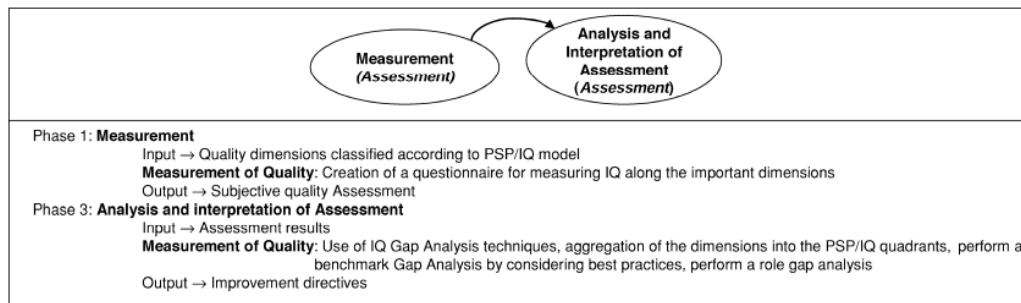 Measurement
(Assessment)
Analysis and
Interpretation of
Assessment
(Assessment)
Phase 1: Measurement
Input → Quality dimensions classified according to PSP/IQ model
Measurement of Quality: Creation of a questionnaire for measuring IQ along the important dimensions
Output → Subjective quality Assessment
Phase 3: Analysis and interpretation of Assessment
Input → Assessment results
Measurement of Quality: Use of IQ Gap Analysis techniques, aggregation of the dimensions into the PSP/IQ quadrants, perform a
benchmark Gap Analysis by considering best practices, perform a role gap analysis
Output → Improvement directives